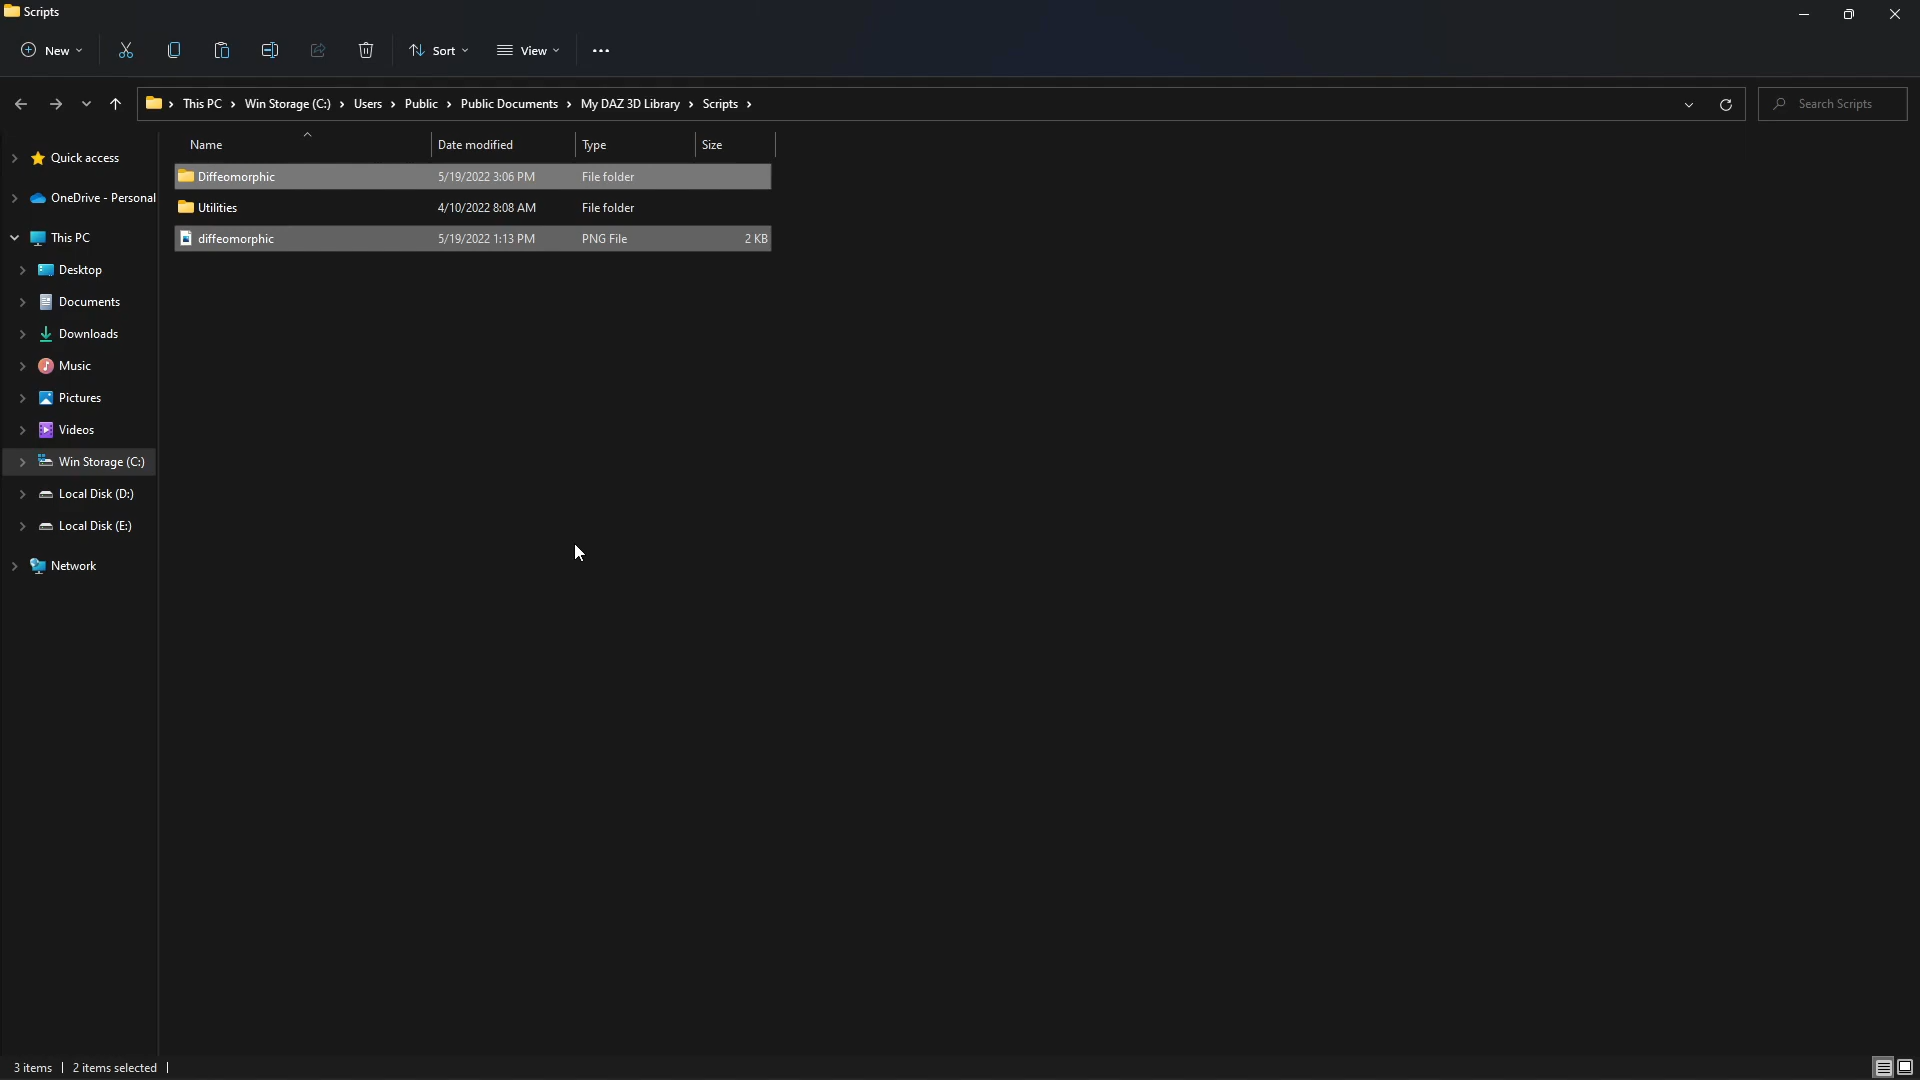 Scripts
New
Sort
View
This PC > Win Storage (C:) > Users > Public > Public Documents > My DAZ 3D Library > Scripts >
Search Scripts
Name Date modified Type Size
Diffeomorphic 5/19/2022 3:06 PM File folder
Utilities 4/10/2022 8:08 AM File folder
diffeomorphic 5/19/2022 1:13 PM PNG File 2 KB
Quick access
OneDrive - Personal
This PC
Desktop
Documents
Downloads
Music
Pictures
Videos
Win Storage (C:)
Local Disk (D:)
Local Disk (E:)
Network
3 items | 2 items selected |